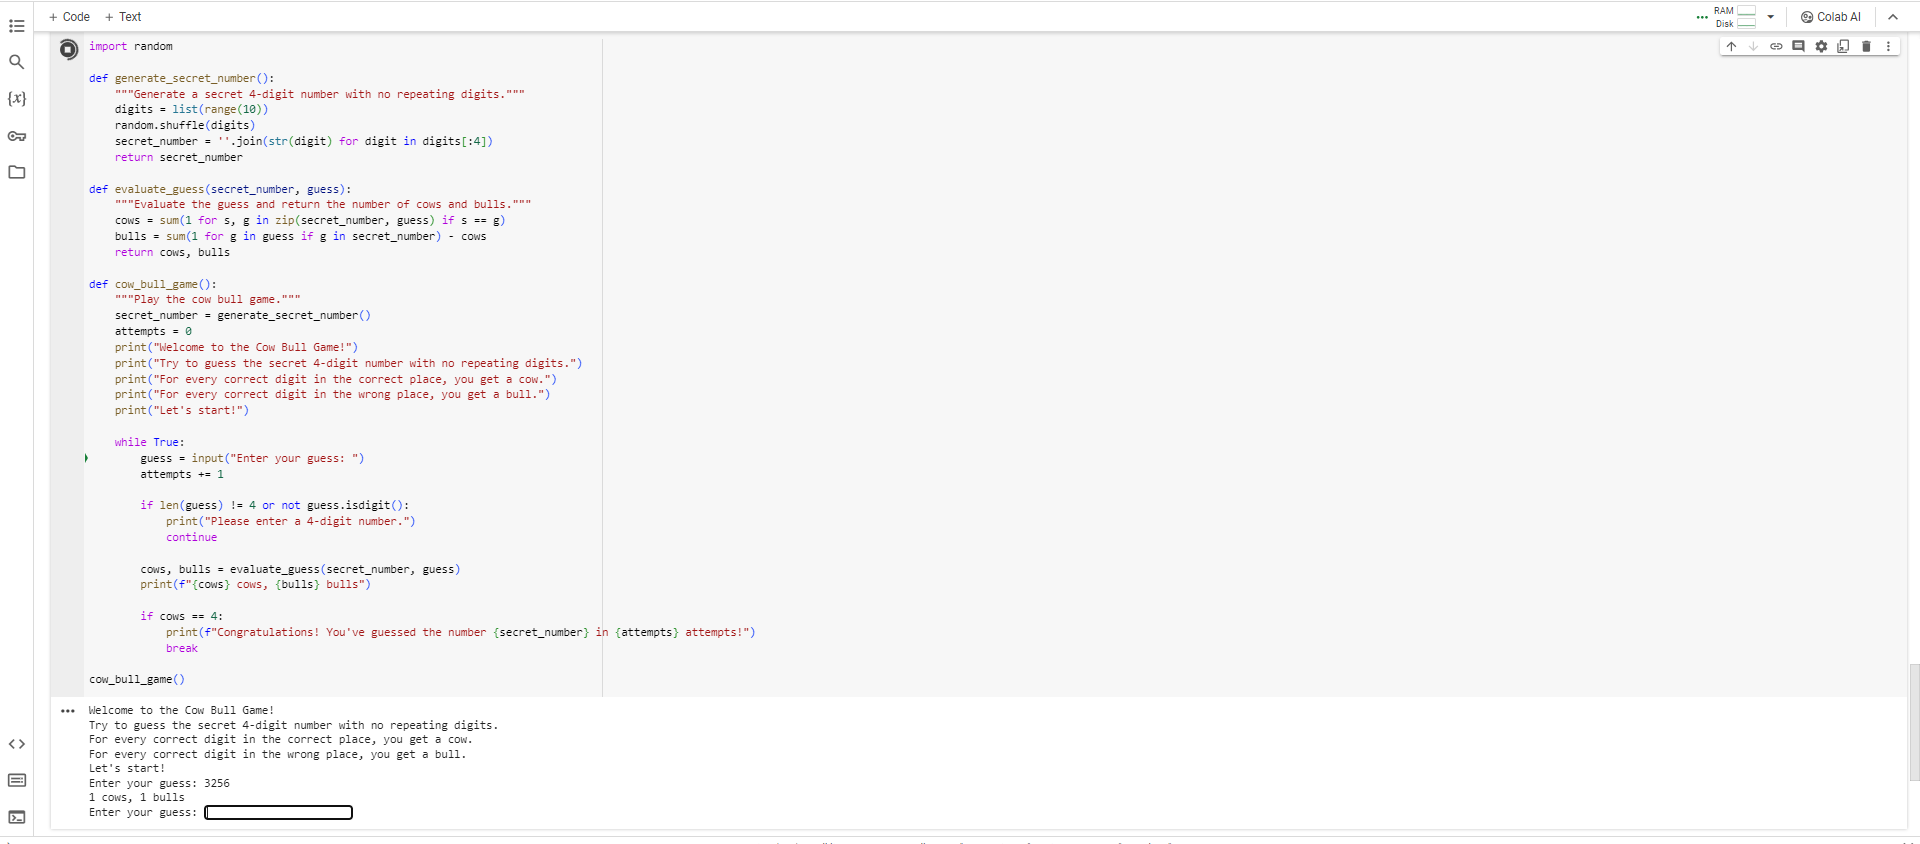 + Code + Text
RAM
Disk
Colab AI
{x}
import random
def generate_secret_number():
"""Generate a secret 4-digit number with no repeating digits."""
digits = list(range(10))
random.shuffle(digits)
secret_number = ''.join(str(digit) for digit in digits[:4])
return secret_number
def evaluate_guess(secret_number, guess):
"""Evaluate the guess and return the number of cows and bulls."""
cows = sum(1 for s, g in zip(secret_number, guess) if s == g)
bulls = sum(1 for g in guess if g in secret_number) - cows
return cows, bulls
def cow_bull_game():
"""Play the cow bull game."""
secret_number = generate_secret_number()
attempts = 0
print("Welcome to the Cow Bull Game!")
print("Try to guess the secret 4-digit number with no repeating digits.")
print("For every correct digit in the correct place, you get a cow.")
print("For every correct digit in the wrong place, you get a bull.")
print("Let's start!")
while True:
guess = input("Enter your guess: ")
attempts += 1
if len(guess) != 4 or not guess.isdigit():
print("Please enter a 4-digit number.")
continue
cows, bulls = evaluate_guess(secret_number, guess)
print(f"{cows} cows, {bulls} bulls")
if cows == 4:
print(f"Congratulations! You've guessed the number {secret_number} in {attempts} attempts!")
break
cow_bull_game()
Welcome to the Cow Bull Game!
Try to guess the secret 4-digit number with no repeating digits.
For every correct digit in the correct place, you get a cow.
For every correct digit in the wrong place, you get a bull.
Let's start!
Enter your guess: 3256
1 cows, 1 bulls
Enter your guess: